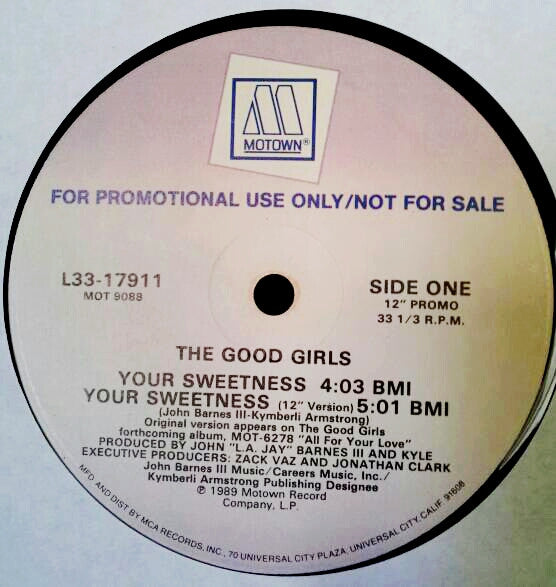 MOTOWN®
FOR PROMOTIONAL USE ONLY/NOT FOR SALE
L33-17911
MOT 9088
SIDE ONE
12" PROMO
33 1/3 R.P.M.
THE GOOD GIRLS
YOUR SWEETNESS 4:03 BMI
YOUR SWEETNESS (12" Version) 5:01 BMI
(John Barnes III-Kymberli Armstrong)
Original version appears on The Good Girls
forthcoming album, MOT-6278 "All For Your Love"
PRODUCED BY JOHN "L.A. JAY" BARNES III AND KYLE
EXECUTIVE PRODUCERS: ZACK VAZ AND JONATHAN CLARK
John Barnes III Music/Careers Music, Inc./
Kymberli Armstrong Publishing Designee
℗ 1989 Motown Record
Company, L.P.
MFD. AND DIST BY MCA RECORDS, INC., 70 UNIVERSAL CITY PLAZA, UNIVERSAL CITY, CALIF. 91608